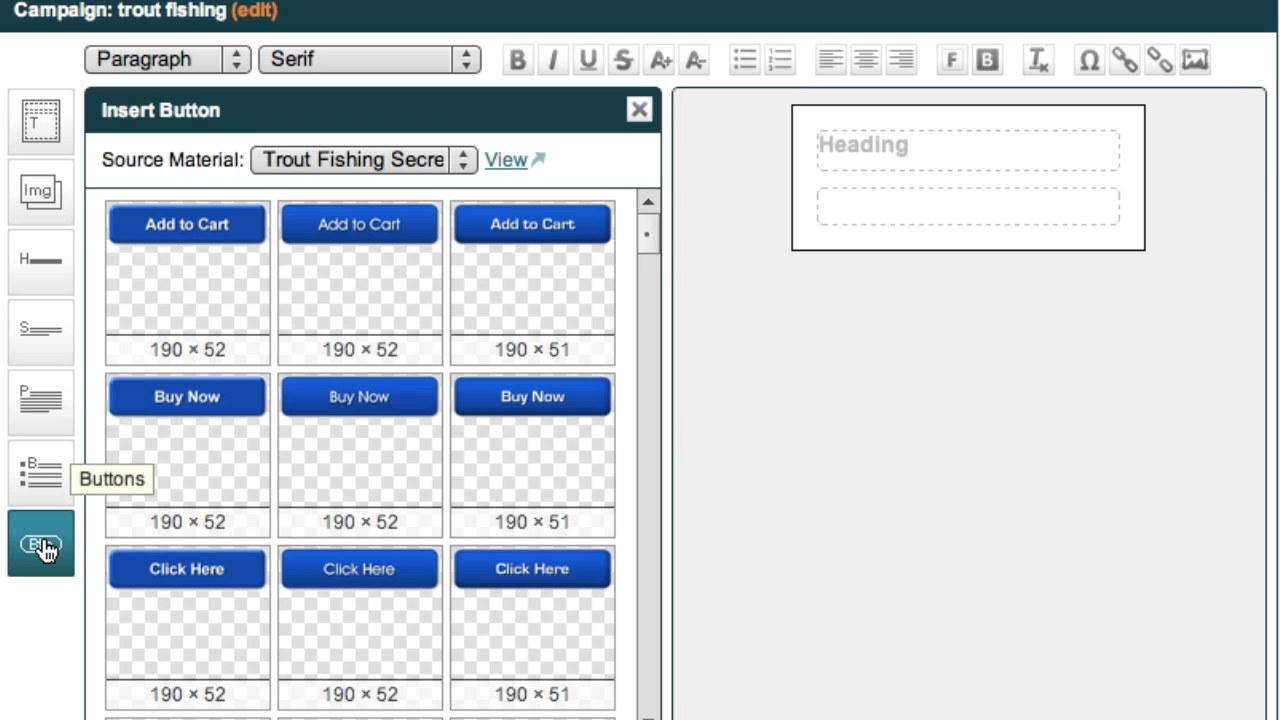 Campaign: trout fishing (edit)
Paragraph Serif B I U S A+ A- F B Tx Ω
T
Insert Button
Source Material: Trout Fishing Secre View
Heading
Img
Add to Cart Add to Cart Add to Cart
H
190 × 52 190 × 52 190 × 51
S
Buy Now Buy Now Buy Now
P
B
Buttons
190 × 52 190 × 52 190 × 51
Click Here Click Here Click Here
190 × 52 190 × 52 190 × 51